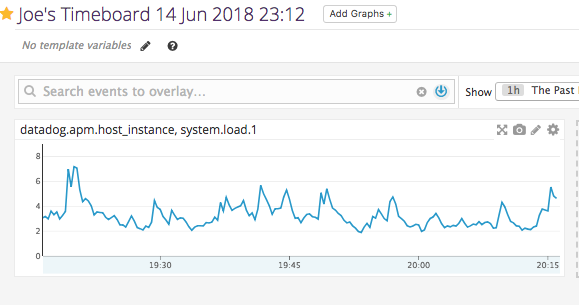 Joe's Timeboard 14 Jun 2018 23:12 Add Graphs +
No template variables ?
Search events to overlay... Show 1h The Past
datadog.apm.host_instance, system.load.1
8
6
4
2
0
19:30 19:45 20:00 20:15